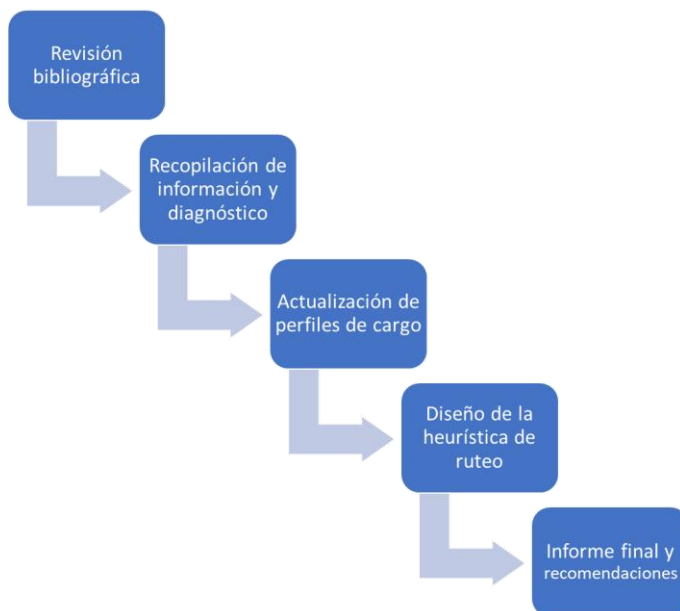 Revisión
bibliográfica
Recopilación de
información y
diagnóstico
Actualización de
perfiles de cargo
Diseño de la
heurística de
ruteo
Informe final y
recomendaciones